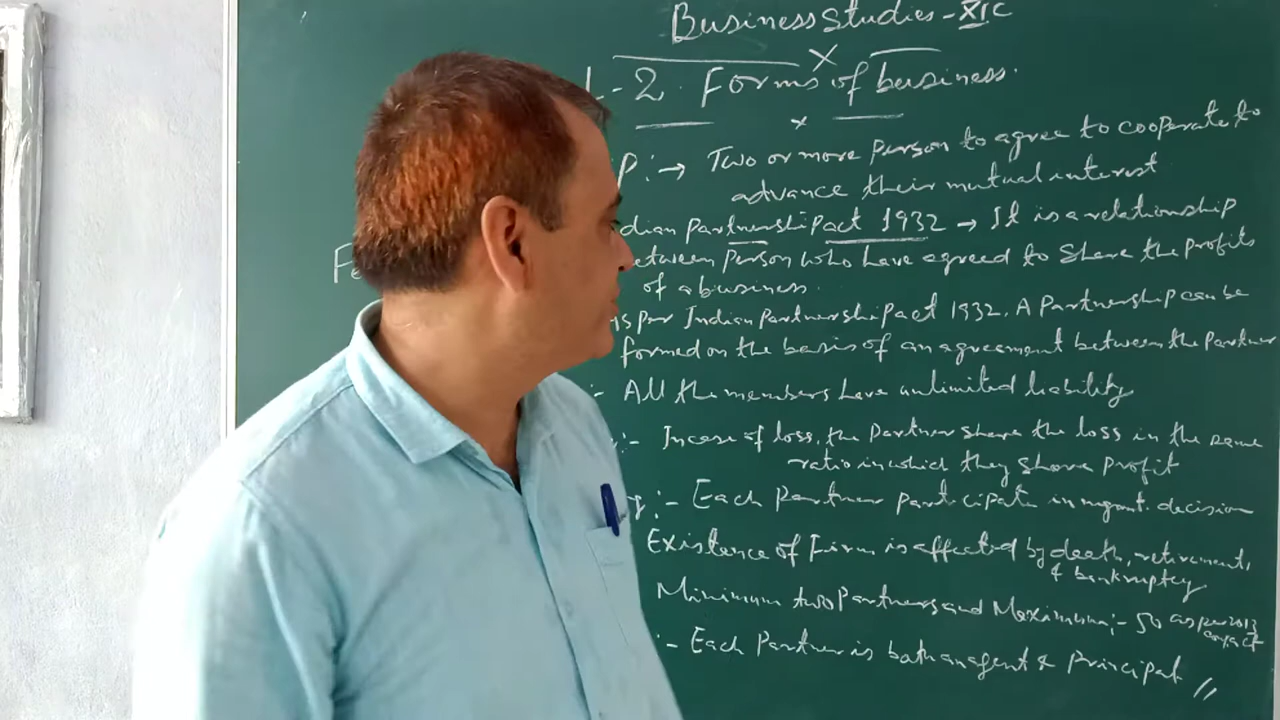 Business Studies - XI C
L-2. Forms of business.
P :→ Two or more person to agree to cooperate to
advance their mutual interest
dian Partnership act 1932 → It is a relationship
etween Person who have agreed to share the profits
of a business.
as per Indian Partnership act 1932. A Partnership can be
Fe
formed on the basis of an agreement between the Partner
:- All the members have unlimited liability
:- Incase of loss, the Partner share the loss in the same
ratio in which they share profit
g :- Each Partner participate in mgmt. decision
Existence of Firm is affected by death, retirement,
& bankruptcy
Minimum two Partners and Maximum :- 50 as per 2013
act
:- Each Partner is both an agent & Principal //